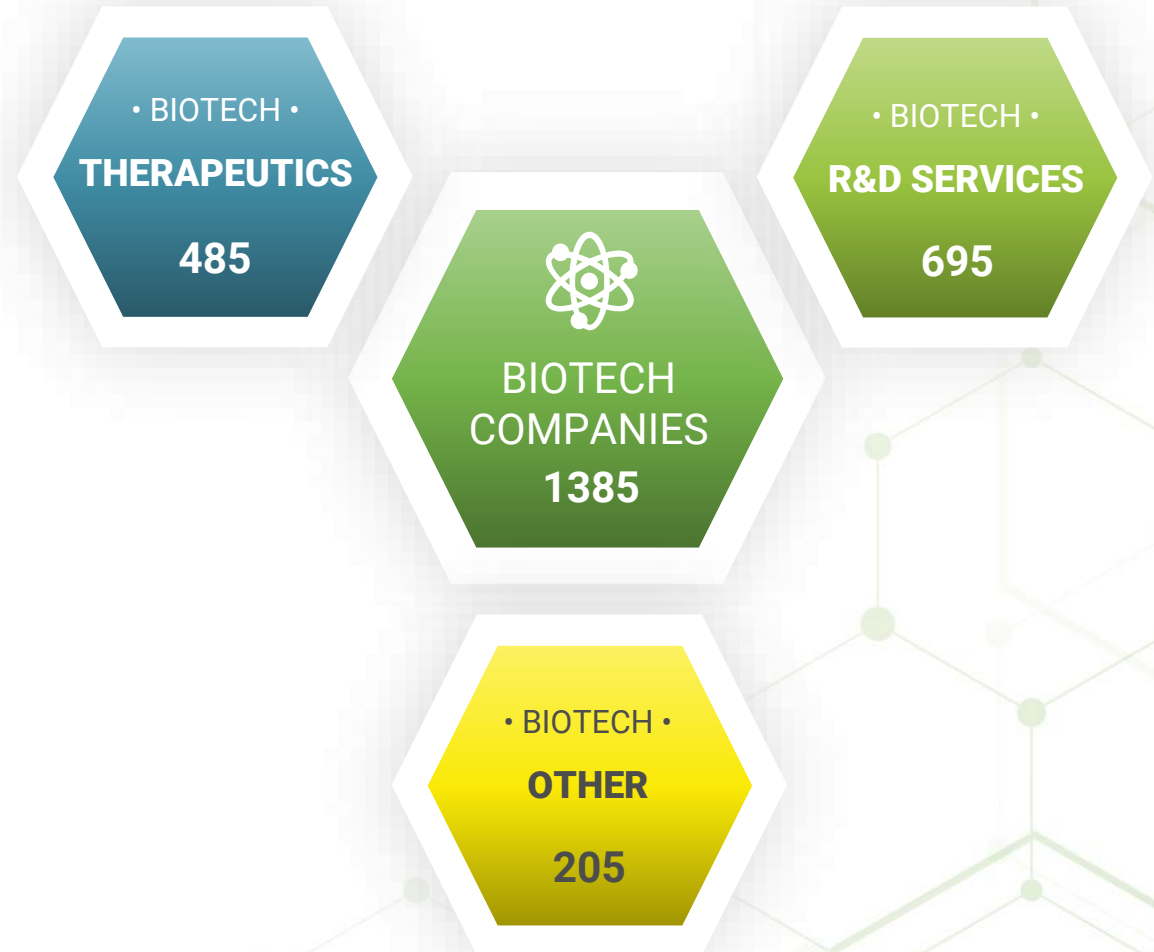 • BIOTECH •
THERAPEUTICS
485
• BIOTECH •
R&D SERVICES
695
BIOTECH
COMPANIES
1385
• BIOTECH •
OTHER
205